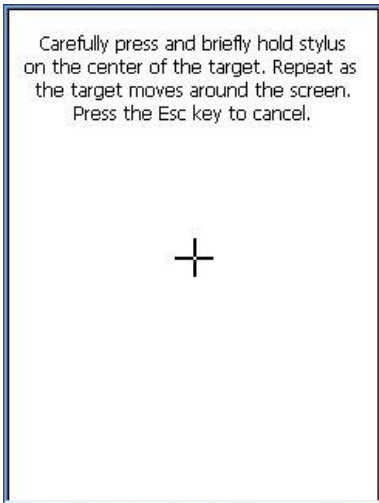 Carefully press and briefly hold stylus
on the center of the target. Repeat as
the target moves around the screen.
Press the Esc key to cancel.